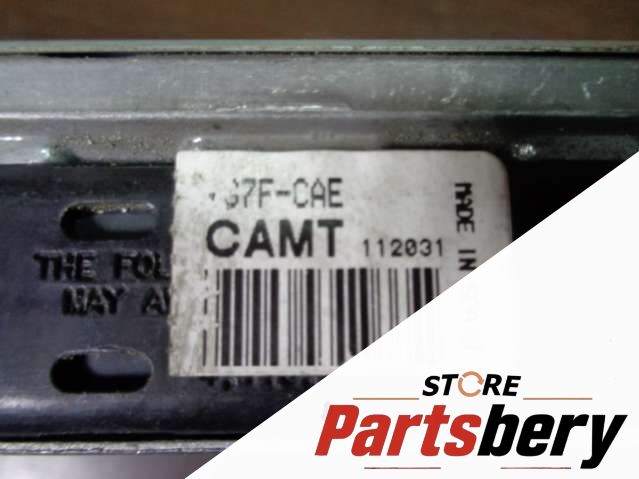 37F-CAE
CAMT 112031
MADE IN
THE FOL
MAY A
STORE
Partsbery